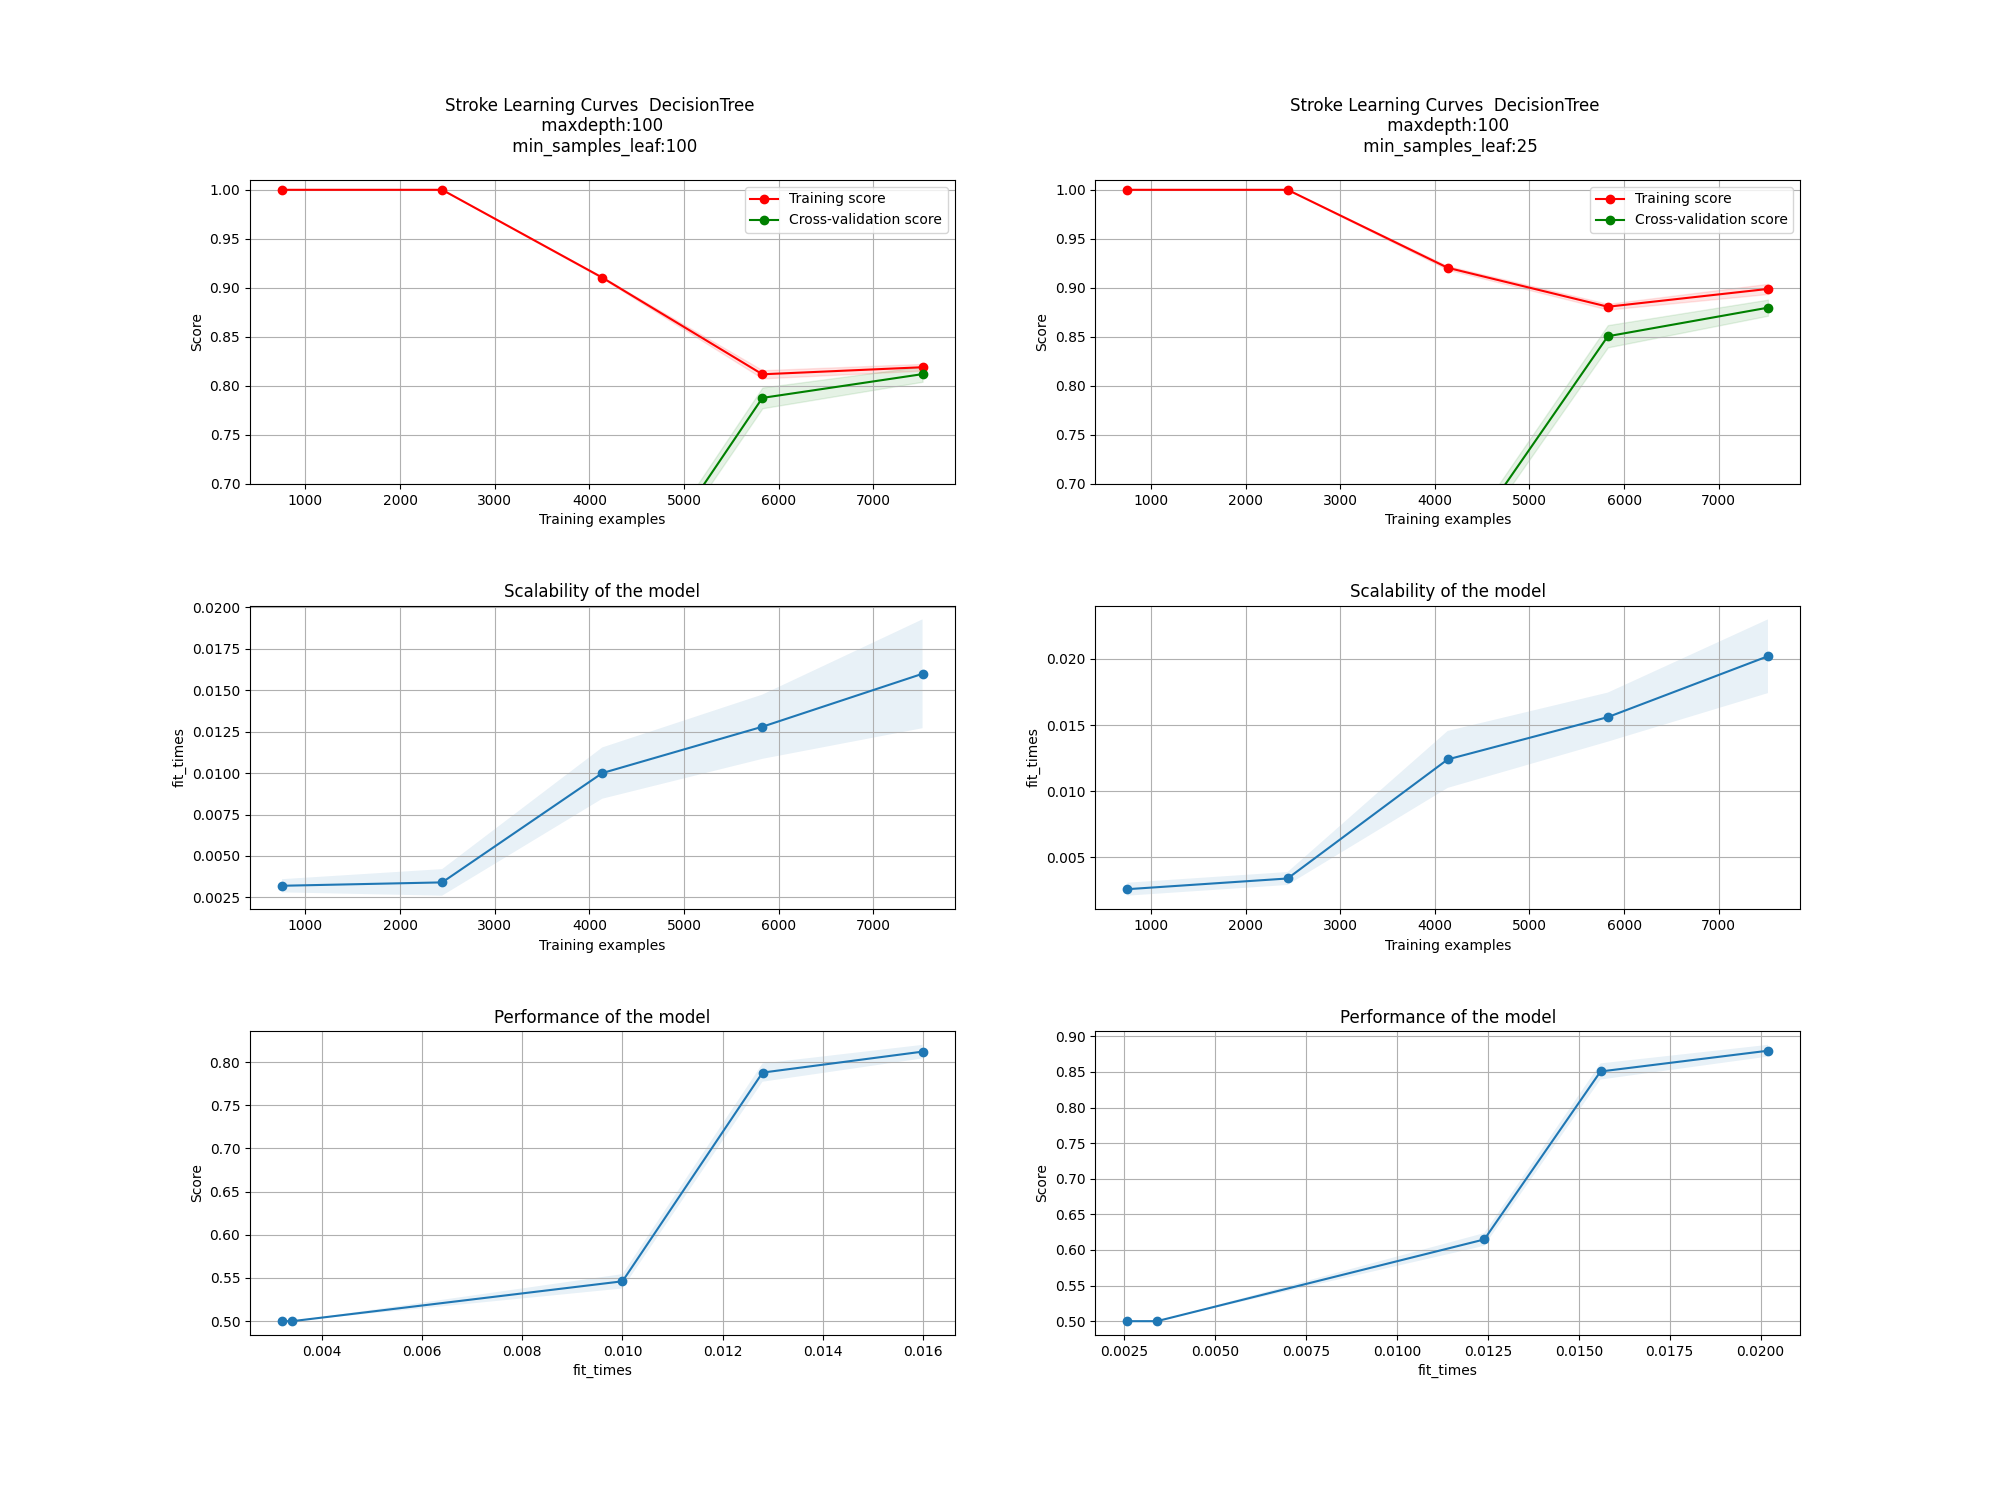 Stroke Learning Curves  DecisionTree
maxdepth:100
min_samples_leaf:100
1.00
0.95
0.90
0.85
0.80
0.75
0.70
Score
Training score
Cross-validation score
1000 2000 3000 4000 5000 6000 7000
Training examples
Stroke Learning Curves  DecisionTree
maxdepth:100
min_samples_leaf:25
1.00
0.95
0.90
0.85
0.80
0.75
0.70
Score
Training score
Cross-validation score
1000 2000 3000 4000 5000 6000 7000
Training examples
Scalability of the model
0.0200
0.0175
0.0150
0.0125
0.0100
0.0075
0.0050
0.0025
fit_times
1000 2000 3000 4000 5000 6000 7000
Training examples
Scalability of the model
0.020
0.015
0.010
0.005
fit_times
1000 2000 3000 4000 5000 6000 7000
Training examples
Performance of the model
0.80
0.75
0.70
0.65
0.60
0.55
0.50
Score
0.004 0.006 0.008 0.010 0.012 0.014 0.016
fit_times
Performance of the model
0.90
0.85
0.80
0.75
0.70
0.65
0.60
0.55
0.50
Score
0.0025 0.0050 0.0075 0.0100 0.0125 0.0150 0.0175 0.0200
fit_times